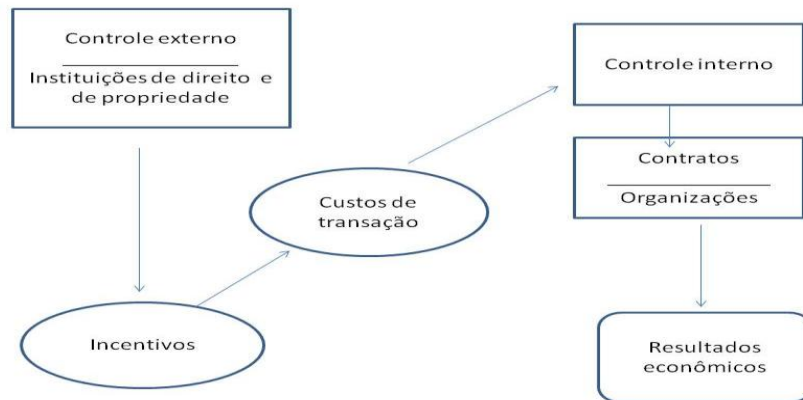 Controle externo
Instituições de direito e
de propriedade
Incentivos
Custos de
transação
Controle interno
Contratos
Organizações
Resultados
econômicos